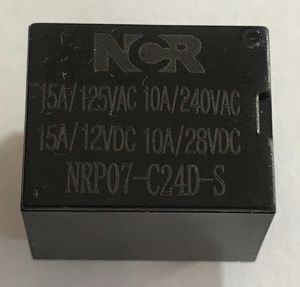 NCR
15A/125VAC 10A/240VAC
15A/12VDC 10A/28VDC
NRP07-C24D-S